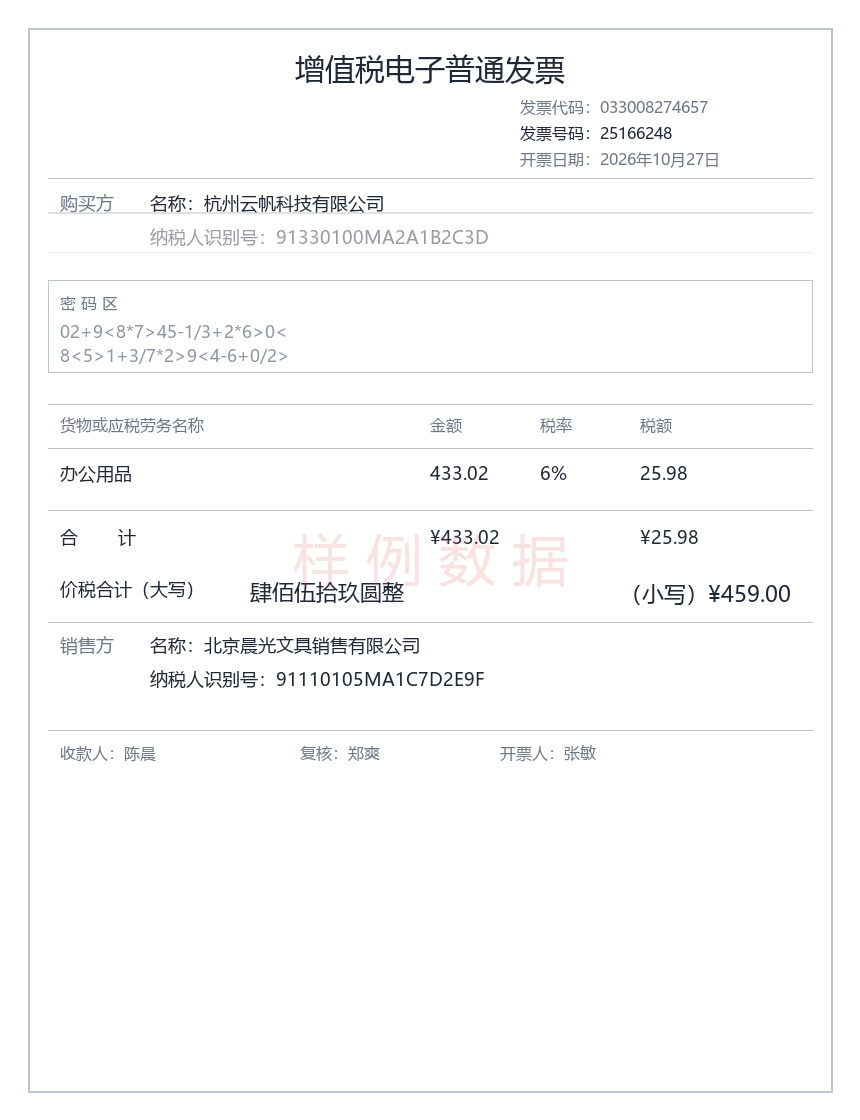 增值税电子普通发票
发票代码：033008274657
发票号码：25166248
开票日期：2026年10月27日
购买方 名称：杭州云帆科技有限公司
纳税人识别号：91330100MA2A1B2C3D
密 码 区
02+9<8*7>45-1/3+2*6>0<
8<5>1+3/7*2>9<4-6+0/2>
货物或应税劳务名称 金额 税率 税额
办公用品 433.02 6% 25.98
合 计 ¥433.02 ¥25.98
样例数据
价税合计（大写） 肆佰伍拾玖圆整 （小写）¥459.00
销售方 名称：北京晨光文具销售有限公司
纳税人识别号：91110105MA1C7D2E9F
收款人：陈晨 复核：郑爽 开票人：张敏